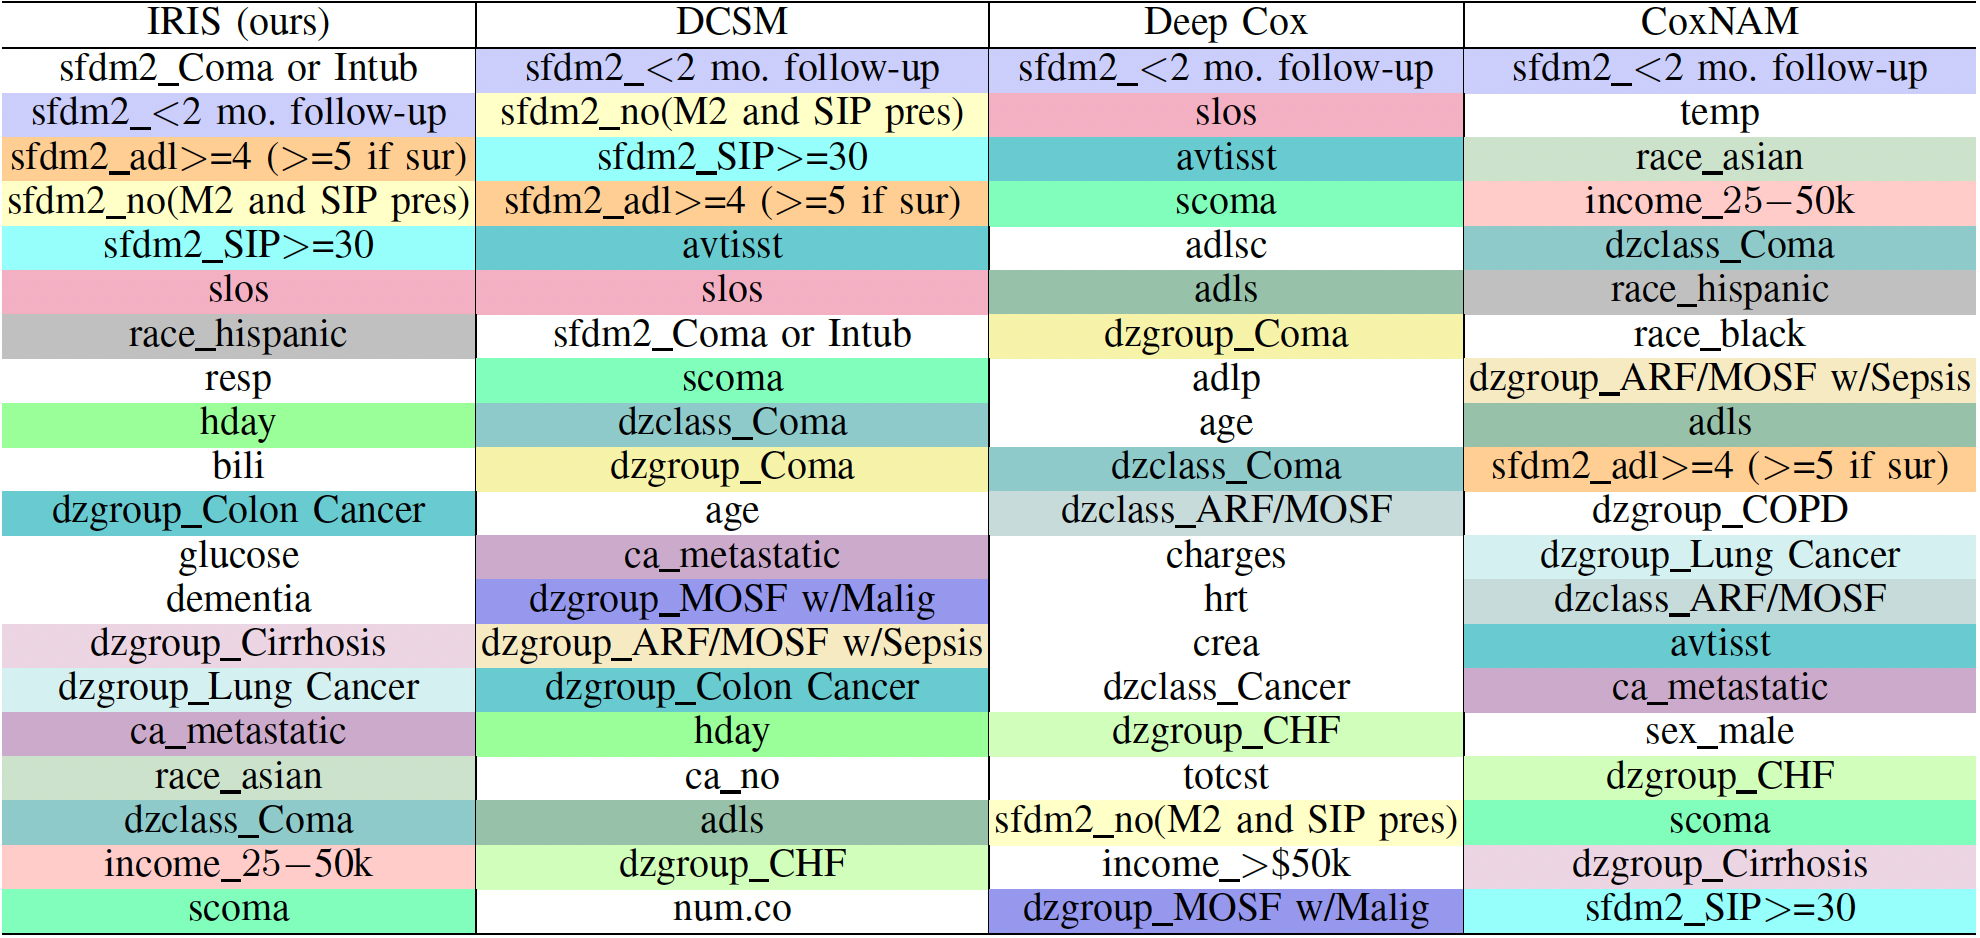 IRIS (ours) DCSM Deep Cox CoxNAM
sfdm2_Coma or Intub sfdm2_<2 mo. follow-up sfdm2_<2 mo. follow-up sfdm2_<2 mo. follow-up
sfdm2_<2 mo. follow-up sfdm2_no(M2 and SIP pres) slos temp
sfdm2_adl>=4 (>=5 if sur) sfdm2_SIP>=30 avtisst race_asian
sfdm2_no(M2 and SIP pres) sfdm2_adl>=4 (>=5 if sur) scoma income_25−50k
sfdm2_SIP>=30 avtisst adlsc dzclass_Coma
slos slos adls race_hispanic
race_hispanic sfdm2_Coma or Intub dzgroup_Coma race_black
resp scoma adlp dzgroup_ARF/MOSF w/Sepsis
hday dzclass_Coma age adls
bili dzgroup_Coma dzclass_Coma sfdm2_adl>=4 (>=5 if sur)
dzgroup_Colon Cancer age dzclass_ARF/MOSF dzgroup_COPD
glucose ca_metastatic charges dzgroup_Lung Cancer
dementia dzgroup_MOSF w/Malig hrt dzclass_ARF/MOSF
dzgroup_Cirrhosis dzgroup_ARF/MOSF w/Sepsis crea avtisst
dzgroup_Lung Cancer dzgroup_Colon Cancer dzclass_Cancer ca_metastatic
ca_metastatic hday dzgroup_CHF sex_male
race_asian ca_no totcst dzgroup_CHF
dzclass_Coma adls sfdm2_no(M2 and SIP pres) scoma
income_25−50k dzgroup_CHF income_>$50k dzgroup_Cirrhosis
scoma num.co dzgroup_MOSF w/Malig sfdm2_SIP>=30